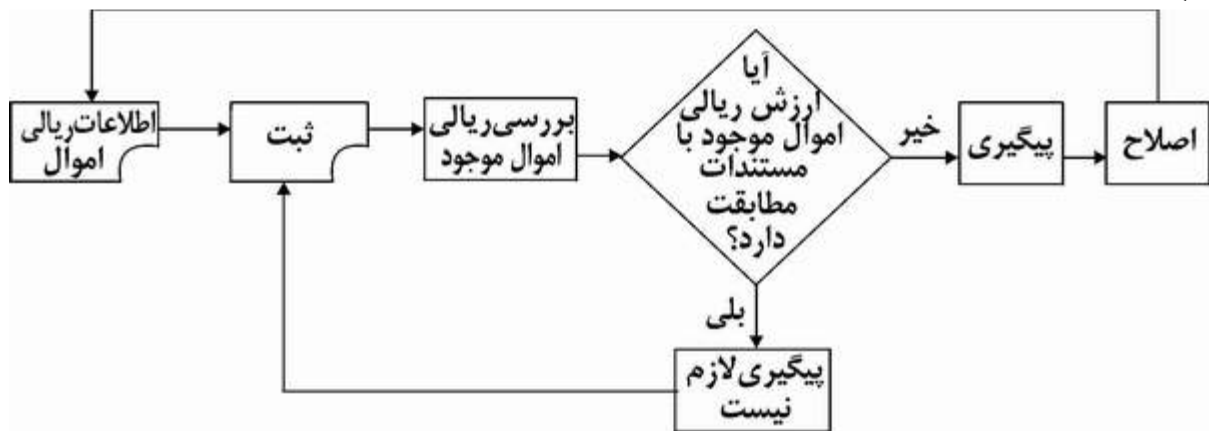 اطلاعات ریالی
اموال
ثبت
بررسی ریالی
اموال موجود
آیا
ارزش ریالی
اموال موجود با
مستندات
مطابقت
دارد؟
خیر
پیگیری
اصلاح
بلی
پیگیری لازم
نیست